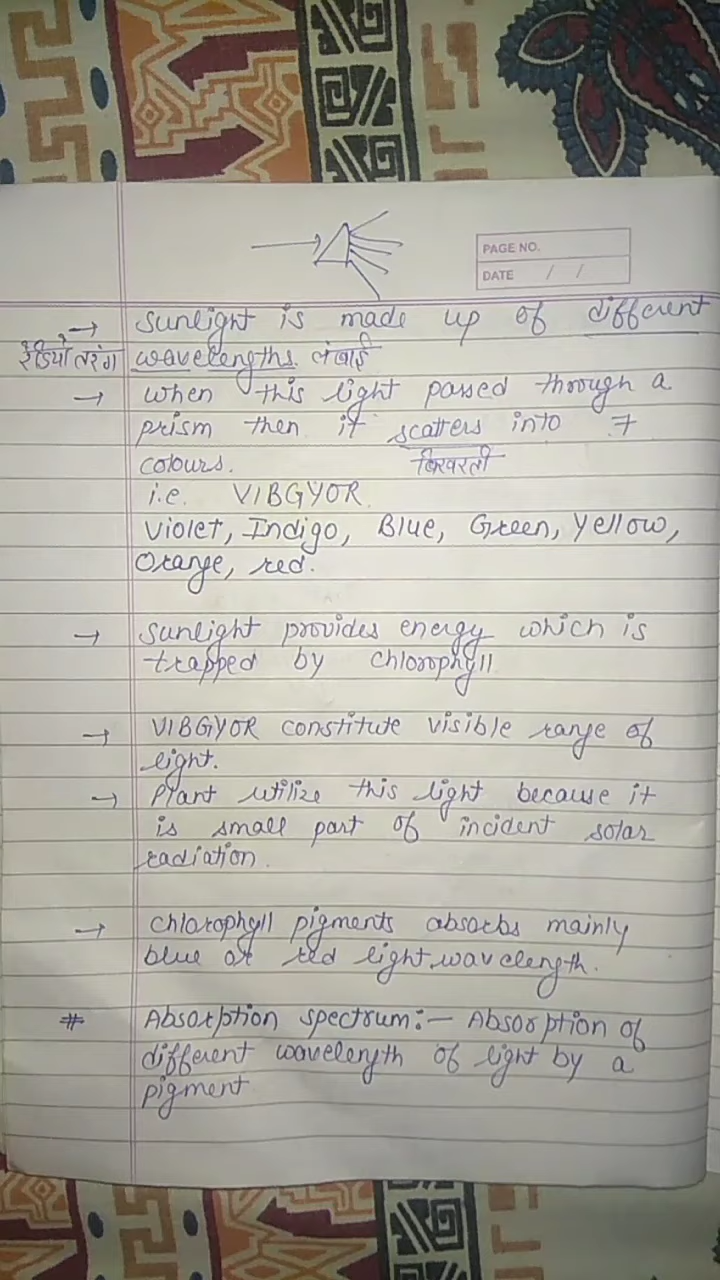 PAGE NO.
DATE / /
→ Sunlight is made up of different
रेडियो तरंगे wavelengths. लंबाई
→ when this light passed through a
prism then it scatters into 7
colours. बिखरती
i.e. VIBGYOR.
Violet, Indigo, Blue, Green, Yellow,
Orange, red.
→ Sunlight provides energy which is
trapped by chlorophyll
→ VIBGYOR constitute visible range of
light.
→ Plant utilize this light because it
is small part of incident solar
radiation.
→ chlorophyll pigments absorbs mainly
blue or red light wavelength.
# Absorption spectrum:- Absorption of
different wavelength of light by a
pigment